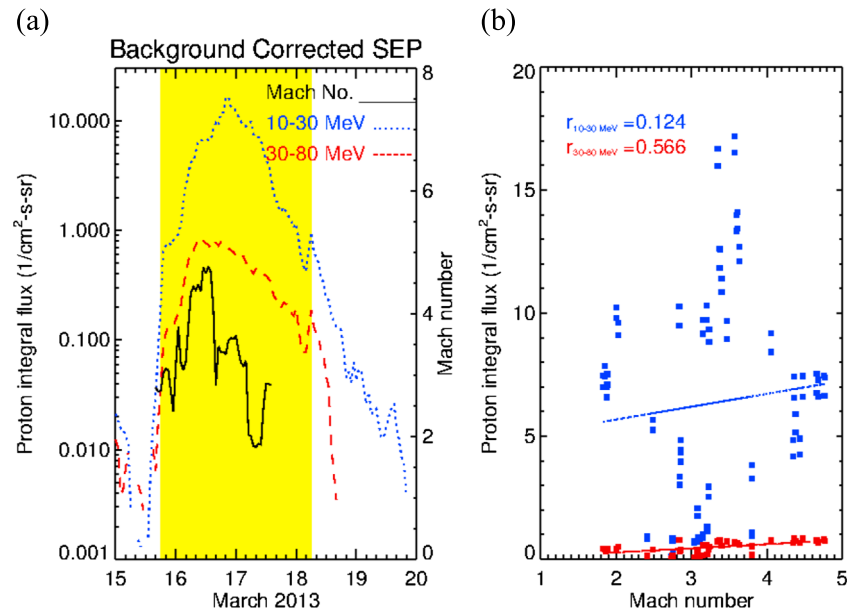 (a)
Background Corrected SEP
Mach No.
10-30 MeV
30-80 MeV
10.000
1.000
0.100
0.010
0.001
Proton integral flux (1/cm²-s-sr)
8
6
4
2
0
Mach number
15 16 17 18 19 20
March 2013
(b)
r10-30 MeV =0.124
r30-80 MeV =0.566
20
15
10
5
0
Proton integral flux (1/cm²-s-sr)
1 2 3 4 5
Mach number